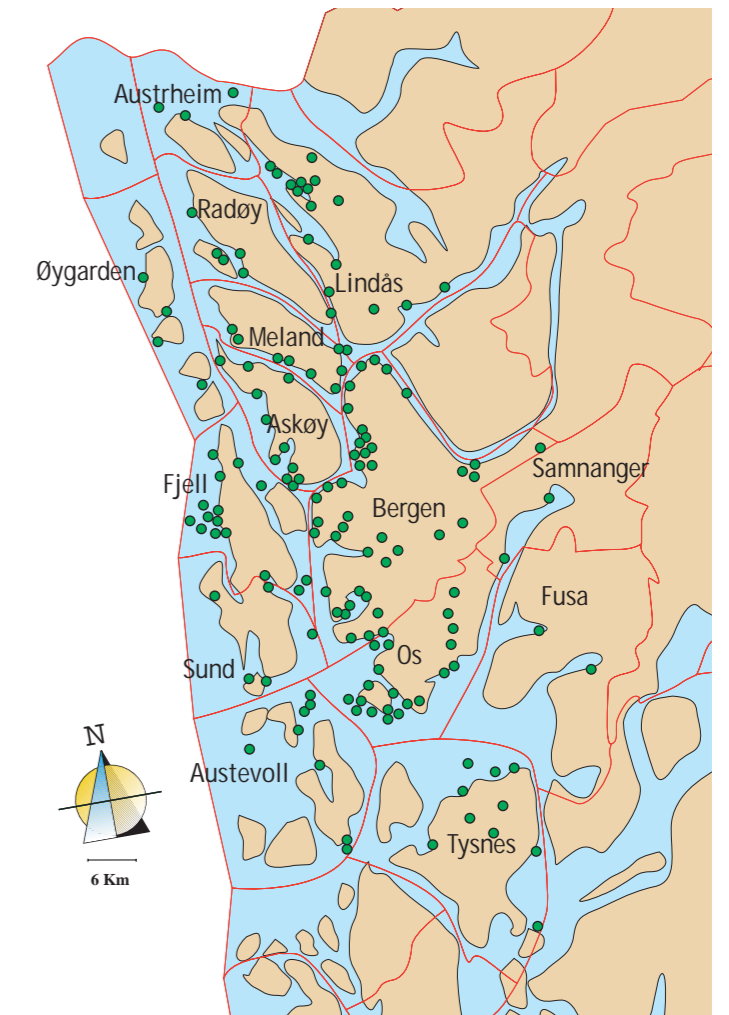 Austrheim
Radøy
Øygarden
Lindås
Meland
Askøy
Samnanger
Fjell
Bergen
Fusa
Os
Sund
N
Austevoll
Tysnes
6 Km